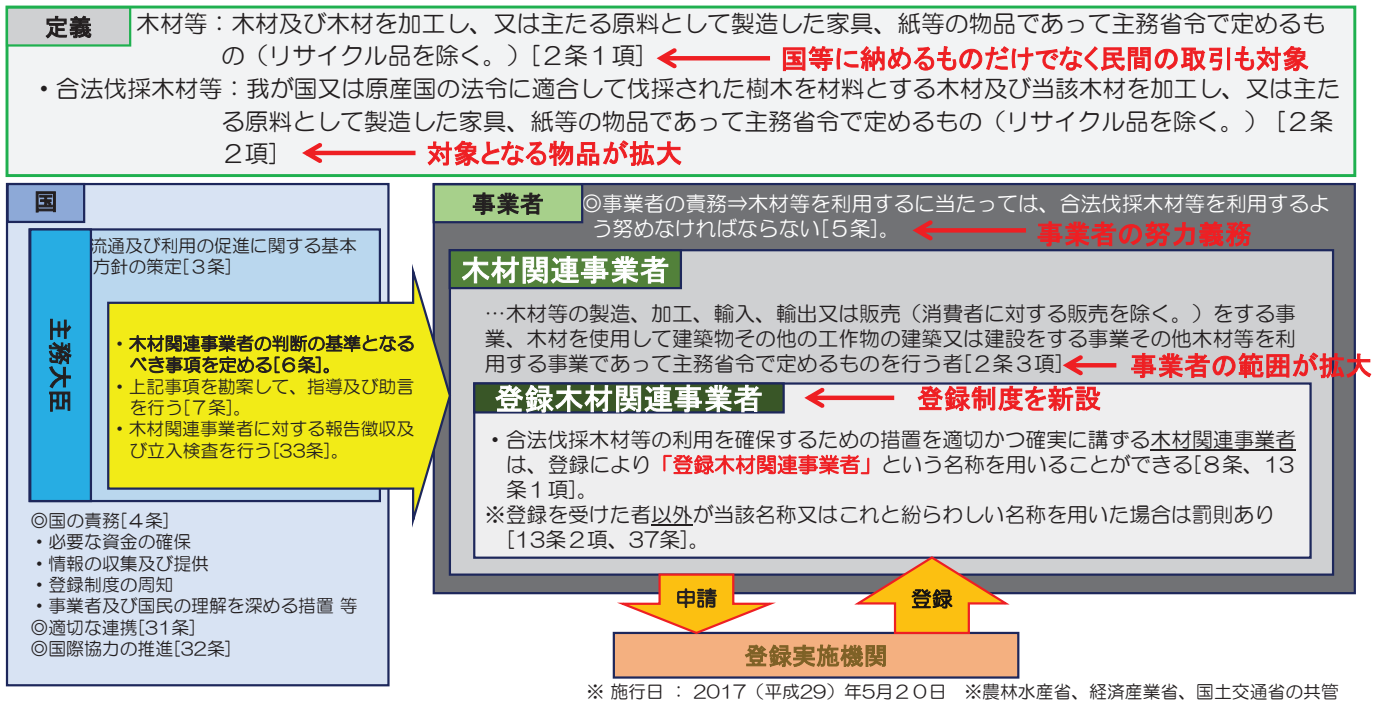 定義
木材等：木材及び木材を加工し、又は主たる原料として製造した家具、紙等の物品であって主務省令で定めるも
の（リサイクル品を除く。）[２条１項]
国等に納めるものだけでなく民間の取引も対象
・合法伐採木材等：我が国又は原産国の法令に適合して伐採された樹木を材料とする木材及び当該木材を加工し、又は主た
る原料として製造した家具、紙等の物品であって主務省令で定めるもの（リサイクル品を除く。）[２条
２項]
対象となる物品が拡大
国
主務大臣
流通及び利用の促進に関する基本
方針の策定[３条]
・木材関連事業者の判断の基準となる
べき事項を定める[6条]。
・上記事項を勘案して、指導及び助言
を行う[７条]。
・木材関連事業者に対する報告徴収及
び立入検査を行う[33条]。
◎国の責務[４条]
・必要な資金の確保
・情報の収集及び提供
・登録制度の周知
・事業者及び国民の理解を深める措置 等
◎適切な連携[31条]
◎国際協力の推進[32条]
事業者
◎事業者の責務⇒木材等を利用するに当たっては、合法伐採木材等を利用するよ
う努めなければならない[５条]。
事業者の努力義務
木材関連事業者
…木材等の製造、加工、輸入、輸出又は販売（消費者に対する販売を除く。）をする事
業、木材を使用して建築物その他の工作物の建築又は建設をする事業その他木材等を利
用する事業であって主務省令で定めるものを行う者[２条３項]
事業者の範囲が拡大
登録木材関連事業者
登録制度を新設
・合法伐採木材等の利用を確保するための措置を適切かつ確実に講ずる木材関連事業者
は、登録により「登録木材関連事業者」という名称を用いることができる[８条、13
条１項]。
※登録を受けた者以外が当該名称又はこれと紛らわしい名称を用いた場合は罰則あり
[13条２項、37条]。
申請
登録
登録実施機関
※ 施行日 ： 2017（平成29）年5月２０日　※農林水産省、経済産業省、国土交通省の共管